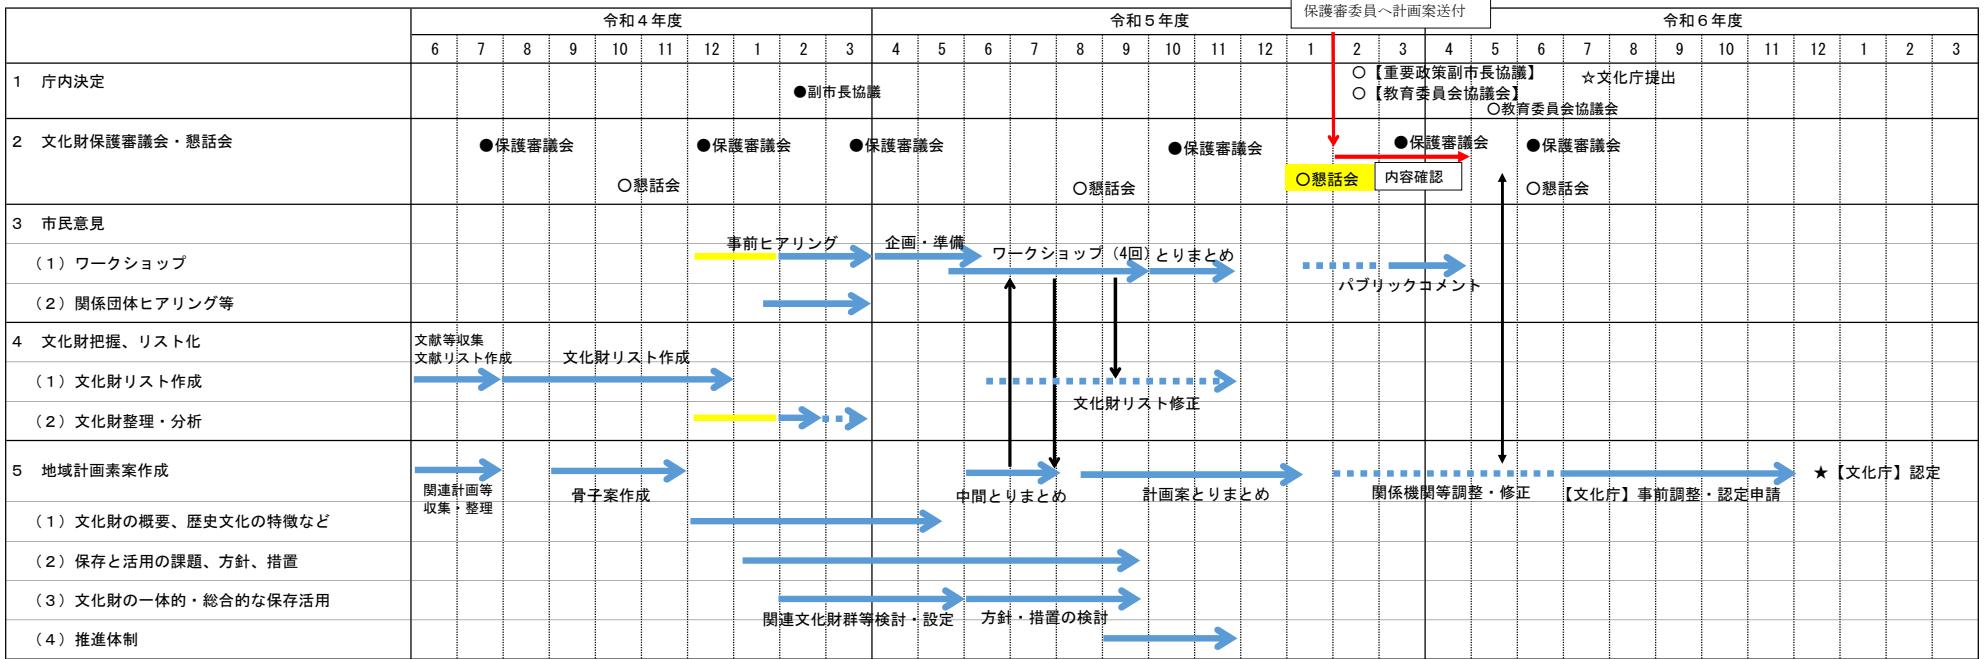 保護審委員へ計画案送付
令和４年度
令和５年度
令和６年度
6 7 8 9 10 11 12 1 2 3 4 5 6 7 8 9 10 11 12 1 2 3 4 5 6 7 8 9 10 11 12 1 2 3
１ 庁内決定
●副市長協議
〇【重要政策副市長協議】
〇【教育委員会協議会】
〇教育委員会協議会
☆文化庁提出
２ 文化財保護審議会・懇話会
●保護審議会
●保護審議会
●保護審議会
●保護審議会
●保護審議会
●保護審議会
〇懇話会
〇懇話会
〇懇話会
内容確認
〇懇話会
３ 市民意見
（１）ワークショップ
事前ヒアリング
企画・準備
ワークショップ（4回）
とりまとめ
パブリックコメント
（２）関係団体ヒアリング等
４ 文化財把握、リスト化
文献等収集
文献リスト作成
文化財リスト作成
（１）文化財リスト作成
文化財リスト修正
（２）文化財整理・分析
５ 地域計画素案作成
関連計画等
収集・整理
骨子案作成
中間とりまとめ
計画案とりまとめ
関係機関等調整・修正
【文化庁】事前調整・認定申請
★【文化庁】認定
（１）文化財の概要、歴史文化の特徴など
（２）保存と活用の課題、方針、措置
（３）文化財の一体的・総合的な保存活用
関連文化財群等検討・設定
方針・措置の検討
（４）推進体制